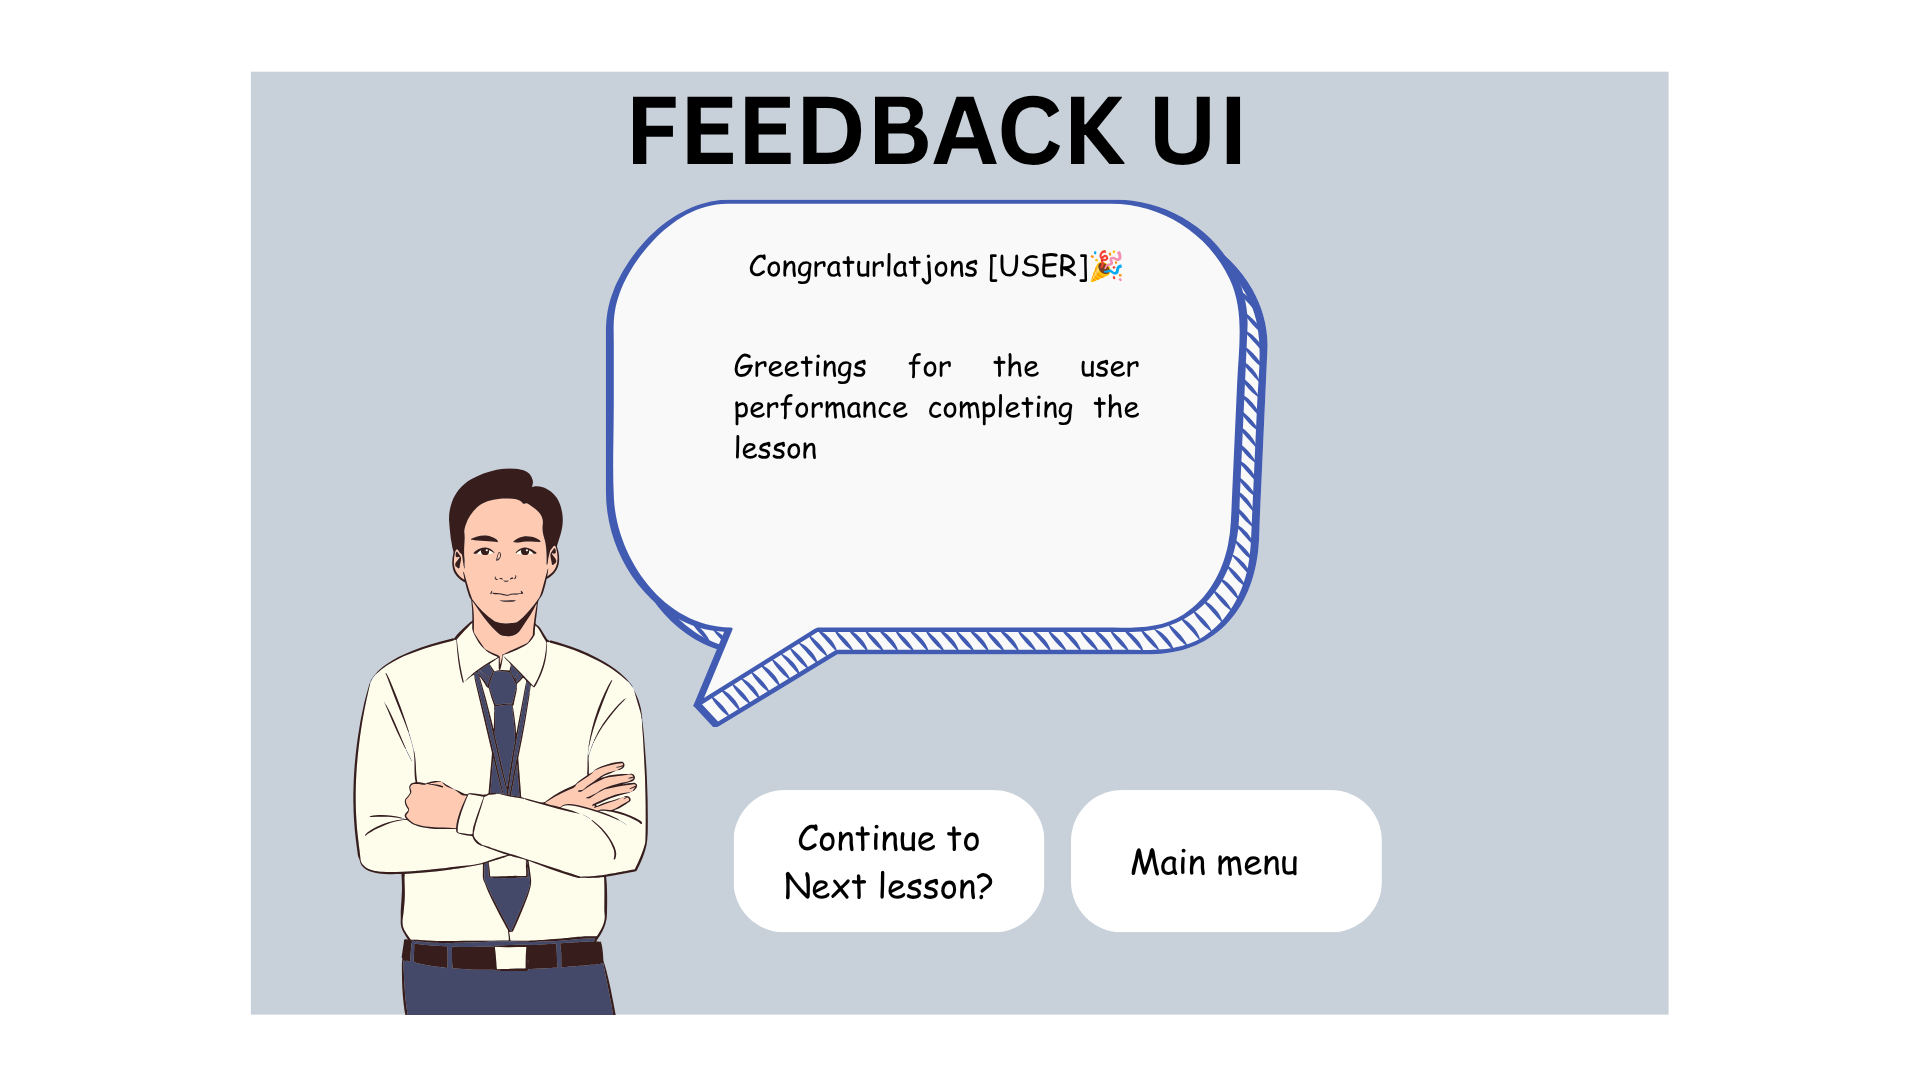 FEEDBACK UI
Congraturlatjons [USER]🎉
Greetings for the user
performance completing the
lesson
Continue to
Next lesson?
Main menu